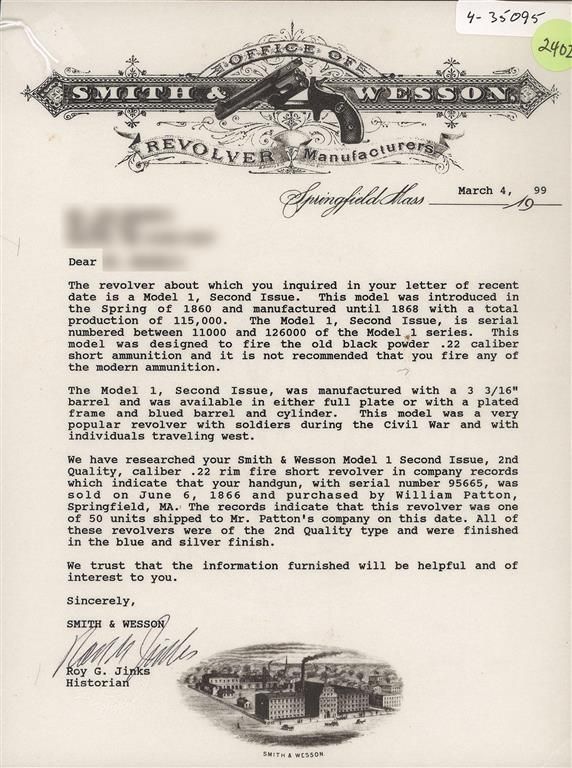 4-35095
OFFICE OF
SMITH & WESSON,
REVOLVER Manufacturers
Springfield Mass March 4, 1999
Dear
The revolver about which you inquired in your letter of recent
date is a Model 1, Second Issue. This model was introduced in
the Spring of 1860 and manufactured until 1868 with a total
production of 115,000. The Model 1, Second Issue, is serial
numbered between 11000 and 126000 of the Model 1 series. This
model was designed to fire the old black powder .22 caliber
short ammunition and it is not recommended that you fire any of
the modern ammunition.
The Model 1, Second Issue, was manufactured with a 3 3/16"
barrel and was available in either full plate or with a plated
frame and blued barrel and cylinder. This model was a very
popular revolver with soldiers during the Civil War and with
individuals traveling west.
We have researched your Smith & Wesson Model 1 Second Issue, 2nd
Quality, caliber .22 rim fire short revolver in company records
which indicate that your handgun, with serial number 95665, was
sold on June 6, 1866 and purchased by William Patton,
Springfield, MA. The records indicate that this revolver was one
of 50 units shipped to Mr. Patton's company on this date. All of
these revolvers were of the 2nd Quality type and were finished
in the blue and silver finish.
We trust that the information furnished will be helpful and of
interest to you.
Sincerely,
SMITH & WESSON
Roy G. Jinks
Roy G. Jinks
Historian
SMITH & WESSON.